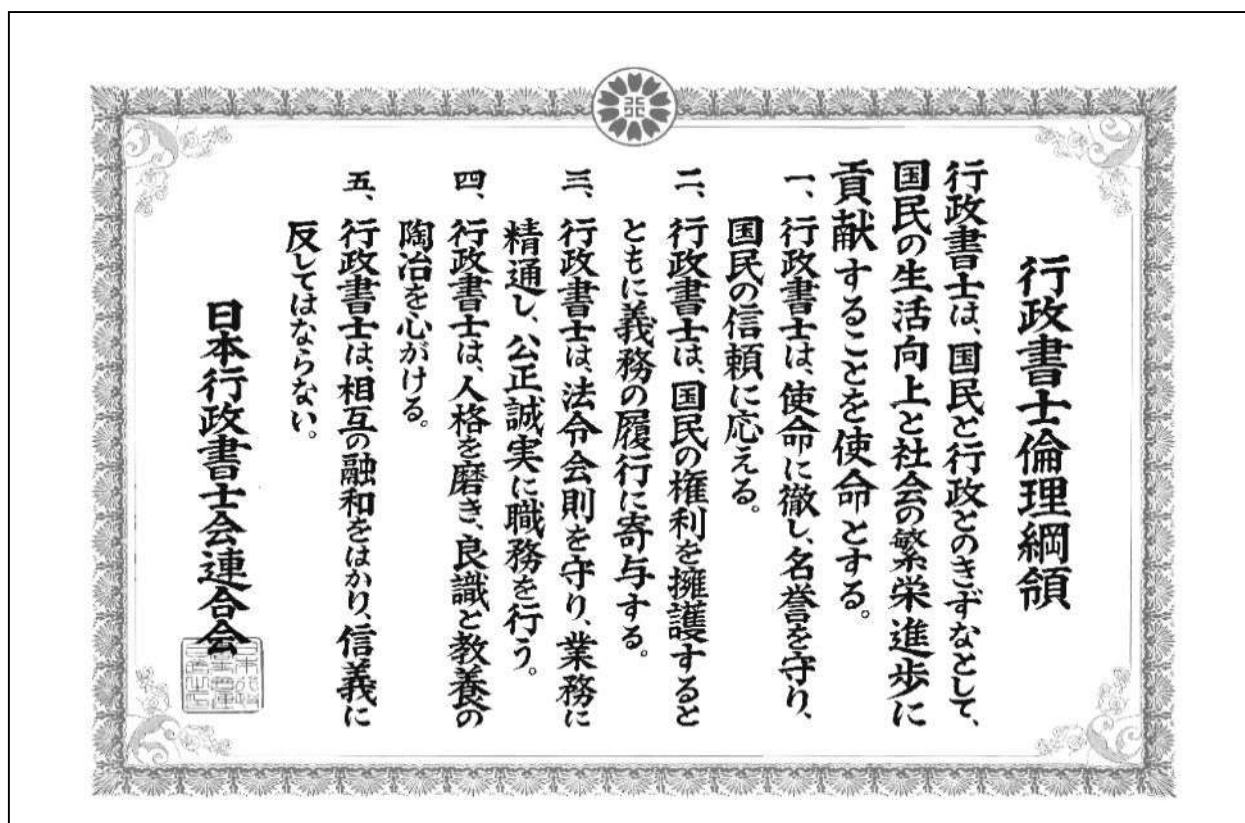 行政書士倫理綱領
行政書士は、国民と行政とのきずなとして、
国民の生活向上と社会の繁栄進歩に
貢献することを使命とする。
一、行政書士は、使命に徹し、名誉を守り、
国民の信頼に応える。
二、行政書士は、国民の権利を擁護すると
ともに義務の履行に寄与する。
三、行政書士は、法令会則を守り、業務に
精通し、公正誠実に職務を行う。
四、行政書士は、人格を磨き、良識と教養の
陶冶を心がける。
五、行政書士は、相互の融和をはかり、信義に
反してはならない。
日本行政書士会連合会